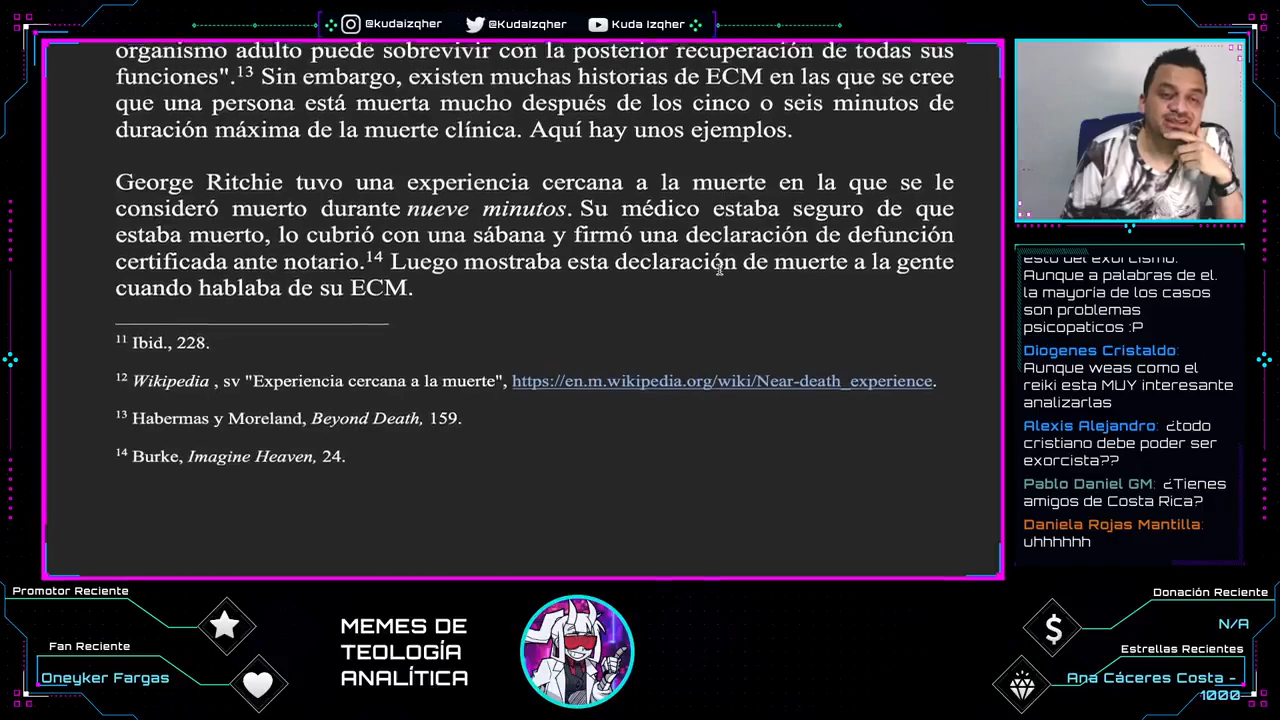 @kudaizqher
@KudaIzqher
Kuda Izqher
organismo adulto puede sobrevivir con la posterior recuperación de todas sus
funciones".13 Sin embargo, existen muchas historias de ECM en las que se cree
que una persona está muerta mucho después de los cinco o seis minutos de
duración máxima de la muerte clínica. Aquí hay unos ejemplos.
George Ritchie tuvo una experiencia cercana a la muerte en la que se le
consideró muerto durante nueve minutos. Su médico estaba seguro de que
estaba muerto, lo cubrió con una sábana y firmó una declaración de defunción
certificada ante notario.14 Luego mostraba esta declaración de muerte a la gente
cuando hablaba de su ECM.
11 Ibid., 228.
12 Wikipedia , sv "Experiencia cercana a la muerte", https://en.m.wikipedia.org/wiki/Near-death_experience.
13 Habermas y Moreland, Beyond Death, 159.
14 Burke, Imagine Heaven, 24.
esto del exorcismo.
Aunque a palabras de el.
la mayoría de los casos
son problemas
psicopaticos :P
Diogenes Cristaldo:
Aunque weas como el
reiki esta MUY interesante
analizarlas
Alexis Alejandro: ¿todo
cristiano debe poder ser
exorcista??
Pablo Daniel GM: ¿Tienes
amigos de Costa Rica?
Daniela Rojas Mantilla:
uhhhhhh
Promotor Reciente
Fan Reciente
Oneyker Fargas
MEMES DE
TEOLOGÍA
ANALÍTICA
Donación Reciente
N/A
Estrellas Recientes
Ana Cáceres Costa -
1000